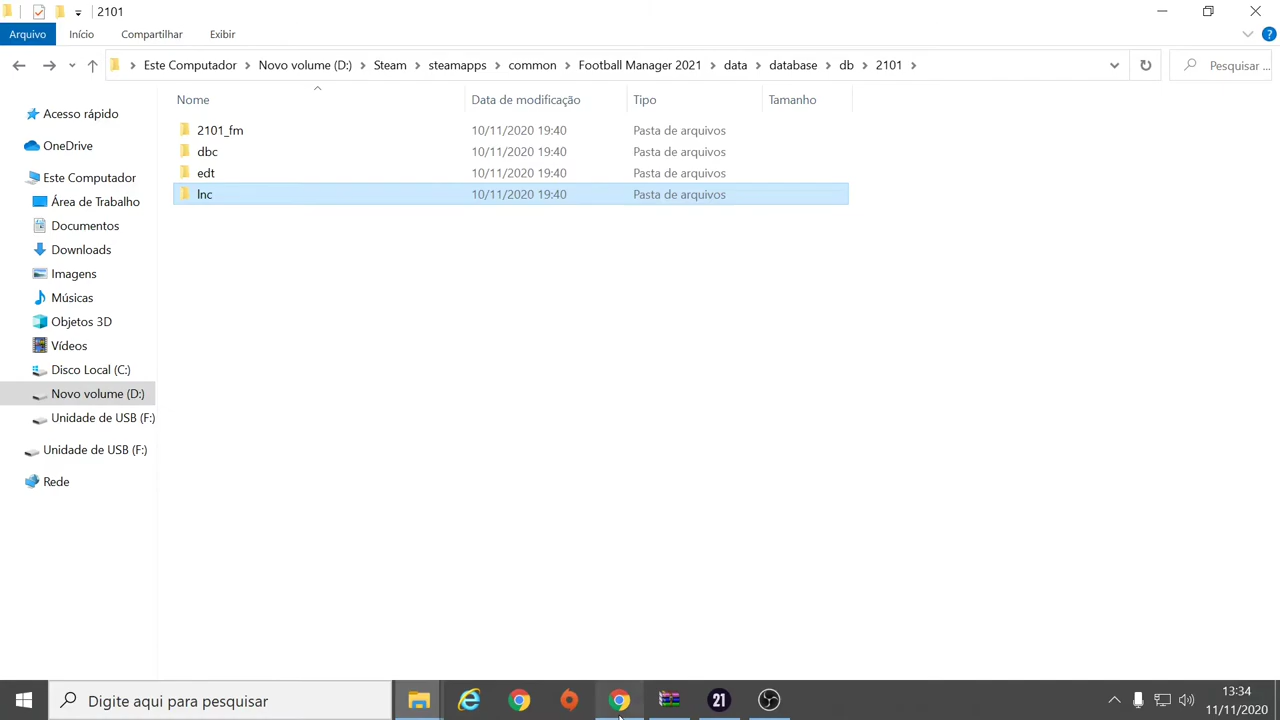 2101
Arquivo Início Compartilhar Exibir
Este Computador Novo volume (D:) Steam steamapps common Football Manager 2021 data database db 2101 Pesquisar ...
Nome Data de modificação Tipo Tamanho
2101_fm 10/11/2020 19:40 Pasta de arquivos
dbc 10/11/2020 19:40 Pasta de arquivos
edt 10/11/2020 19:40 Pasta de arquivos
lnc 10/11/2020 19:40 Pasta de arquivos
Acesso rápido
OneDrive
Este Computador
Área de Trabalho
Documentos
Downloads
Imagens
Músicas
Objetos 3D
Vídeos
Disco Local (C:)
Novo volume (D:)
Unidade de USB (F:)
Unidade de USB (F:)
Rede
Digite aqui para pesquisar
21
13:34
11/11/2020